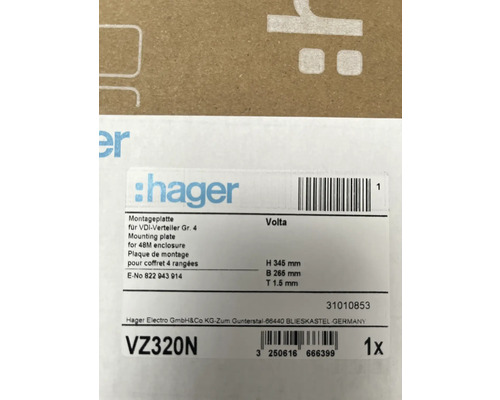 :h
er
:hager
1
Montageplatte
für VDI-Verteiler Gr. 4
Mounting plate
for 48M enclosure
Plaque de montage
pour coffret 4 rangées
E-No 822 943 914
Volta
H 345 mm
B 265 mm
T 1.5 mm
31010853
Hager Electro GmbH&Co.KG-Zum Gunterstal-66440 BLIESKASTEL-GERMANY
VZ320N
3 250616 666399
1x